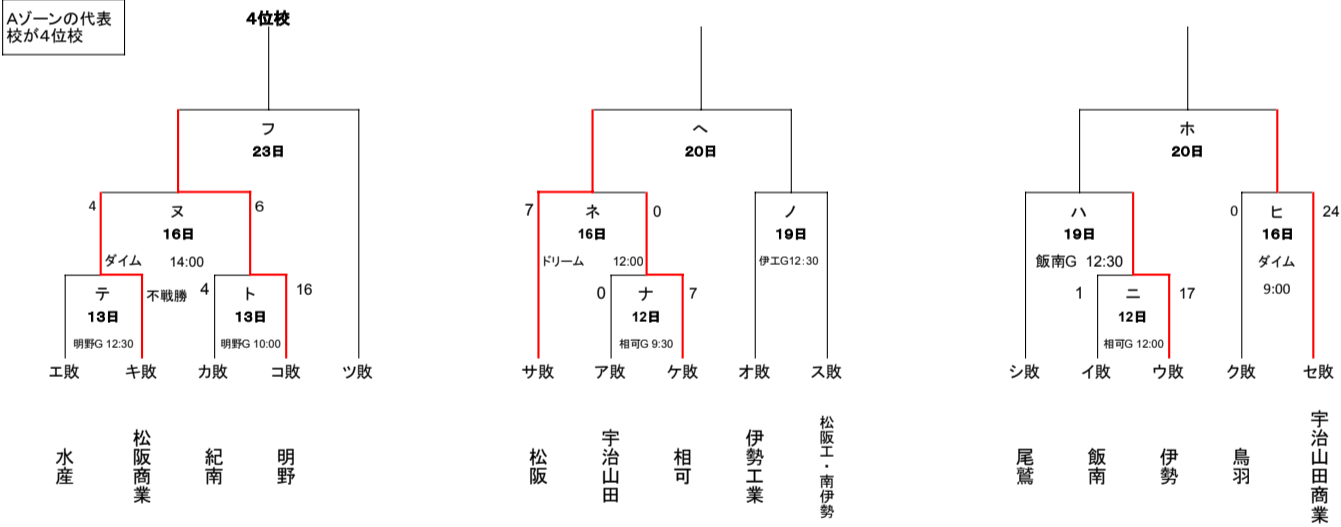 Aゾーンの代表
校が4位校
4位校
フ
23日
ヘ
20日
ホ
20日
4
ヌ
6
16日
ダイム 14:00
7
ネ
0
16日
ドリーム 12:00
ノ
19日
伊工G12:30
ハ
19日
飯南G 12:30
0
ヒ
24
16日
ダイム
9:00
テ
不戦勝
13日
明野G 12:30
4
ト
16
13日
明野G 10:00
0
ナ
7
12日
相可G 9:30
1
ニ
17
12日
相可G 12:00
エ敗
キ敗
カ敗
コ敗
ツ敗
サ敗
ア敗
ケ敗
オ敗
ス敗
シ敗
イ敗
ウ敗
ク敗
セ敗
水産
松阪商業
紀南
明野
松阪
宇治山田
相可
伊勢工業
松阪工・南伊勢
尾鷲
飯南
伊勢
鳥羽
宇治山田商業